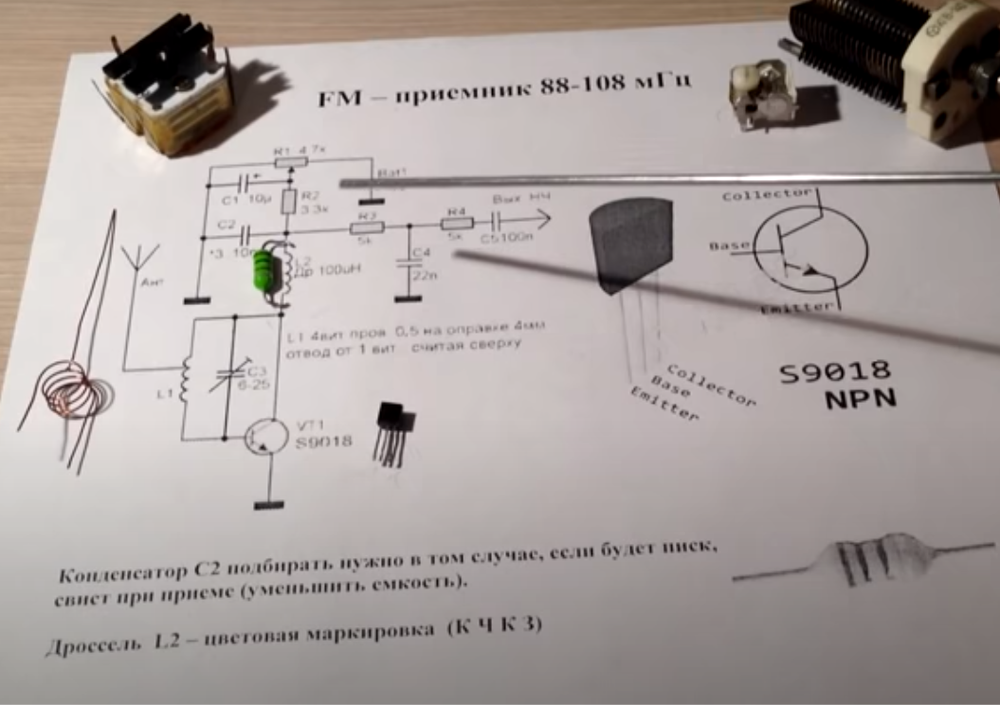 FM – приемник 88-108 мГц
R1 4.7к
C1 10µ
R2
3.3к
Вых НЧ
C2
R4
5к
5к
C5 100n
*3. 10n
L2
Др 100uH
C4
22n
Ант
Collector
Base
Emitter
L1 4вит пров 0,5 на оправке 4мм
отвод от 1 вит считая сверху
L1
C3
6-25
VT1
S9018
Collector
Base
Emitter
S9018
NPN
Конденсатор С2 подбирать нужно в том случае, если будет писк,
свист при приеме (уменьшить емкость).
Дроссель L2 – цветовая маркировка (К Ч К З)